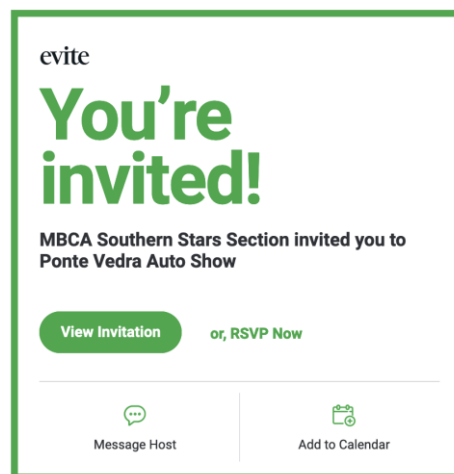 evite
You're
invited!
MBCA Southern Stars Section invited you to
Ponte Vedra Auto Show
View Invitation
or, RSVP Now
Message Host
Add to Calendar